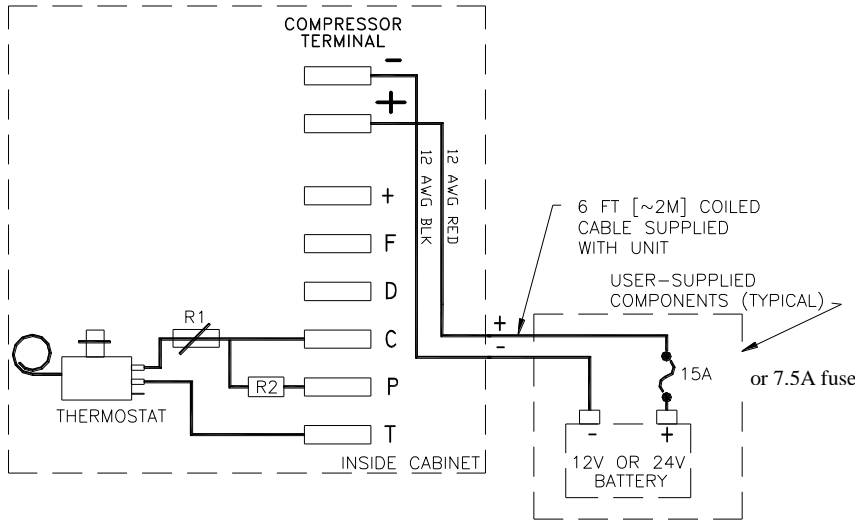 COMPRESSOR
TERMINAL
-
+
12 AWG BLK
12 AWG RED
+
F
D
C
P
T
R1
R2
THERMOSTAT
INSIDE CABINET
6 FT [~2M] COILED
CABLE SUPPLIED
WITH UNIT
USER-SUPPLIED
COMPONENTS (TYPICAL)
+
-
15A
or 7.5A fuse
- +
12V OR 24V
BATTERY